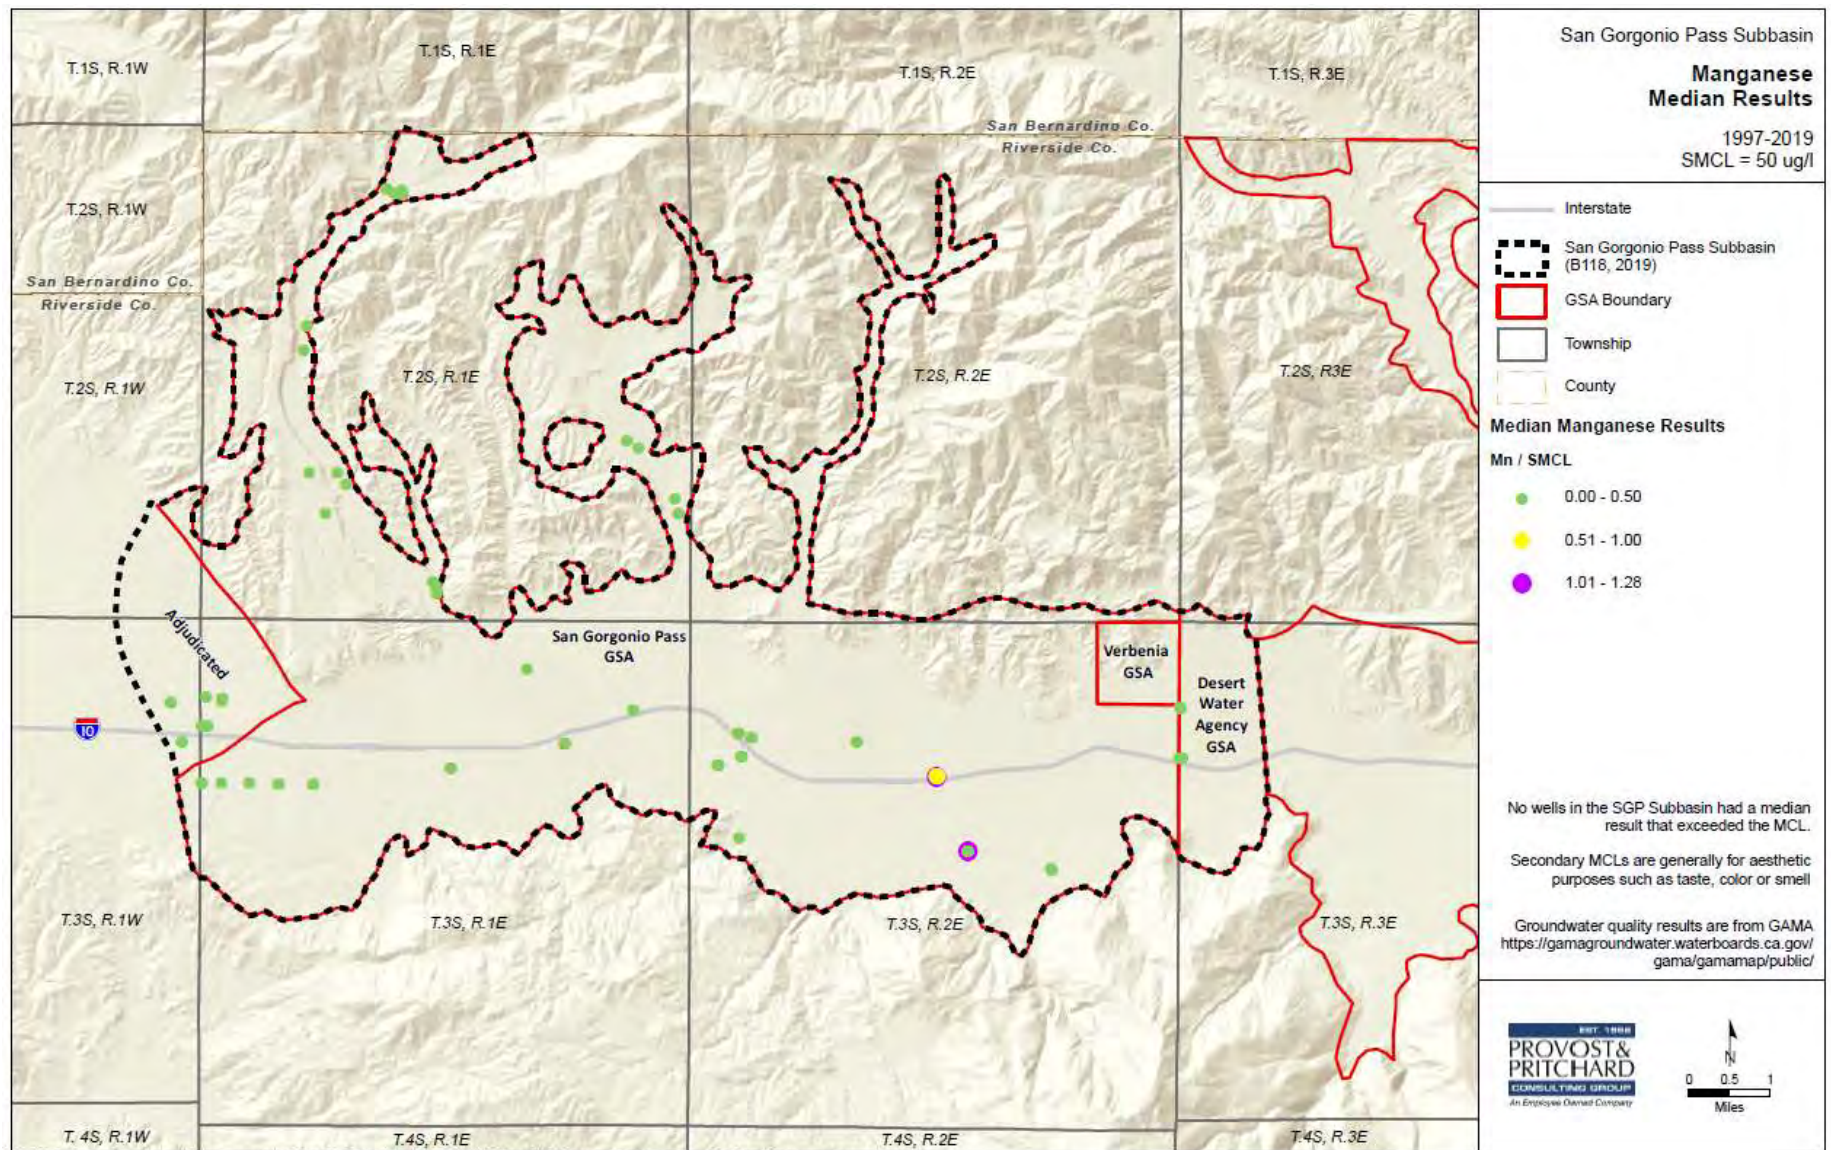 T.1S, R.1W
T.1S, R.1E
T.1S, R.2E
T.1S, R.3E
San Bernardino Co.
Riverside Co.
T.2S, R.1W
San Bernardino Co.
Riverside Co.
T.2S, R.1W
T.2S, R.1E
T.2S, R.2E
T.2S, R3E
Adjudicated
San Gorgonio Pass
GSA
Verbenia
GSA
Desert
Water
Agency
GSA
10
T.3S, R.1W
T.3S, R.1E
T.3S, R.2E
T.3S, R.3E
T. 4S, R.1W
T.4S, R.1E
T.4S, R.2E
T.4S, R.3E
San Gorgonio Pass Subbasin
Manganese
Median Results
1997-2019
SMCL = 50 ug/l
Interstate
San Gorgonio Pass Subbasin
(B118, 2019)
GSA Boundary
Township
County
Median Manganese Results
Mn / SMCL
0.00 - 0.50
0.51 - 1.00
1.01 - 1.28
No wells in the SGP Subbasin had a median
result that exceeded the MCL.
Secondary MCLs are generally for aesthetic
purposes such as taste, color or smell
Groundwater quality results are from GAMA
https://gamagroundwater.waterboards.ca.gov/
gama/gamamap/public/
EST. 1968
PROVOST&
PRITCHARD
CONSULTING GROUP
An Employee Owned Company
N
0 0.5 1
Miles